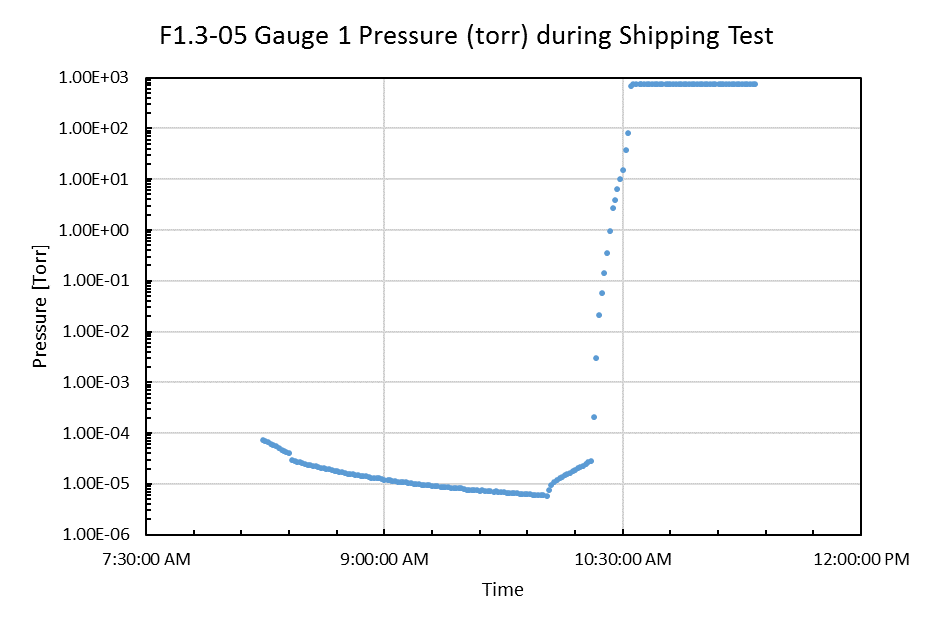 F1.3-05 Gauge 1 Pressure (torr) during Shipping Test
1.00E+03
1.00E+02
1.00E+01
1.00E+00
1.00E-01
1.00E-02
1.00E-03
1.00E-04
1.00E-05
1.00E-06
Pressure [Torr]
7:30:00 AM 9:00:00 AM 10:30:00 AM 12:00:00 PM
Time